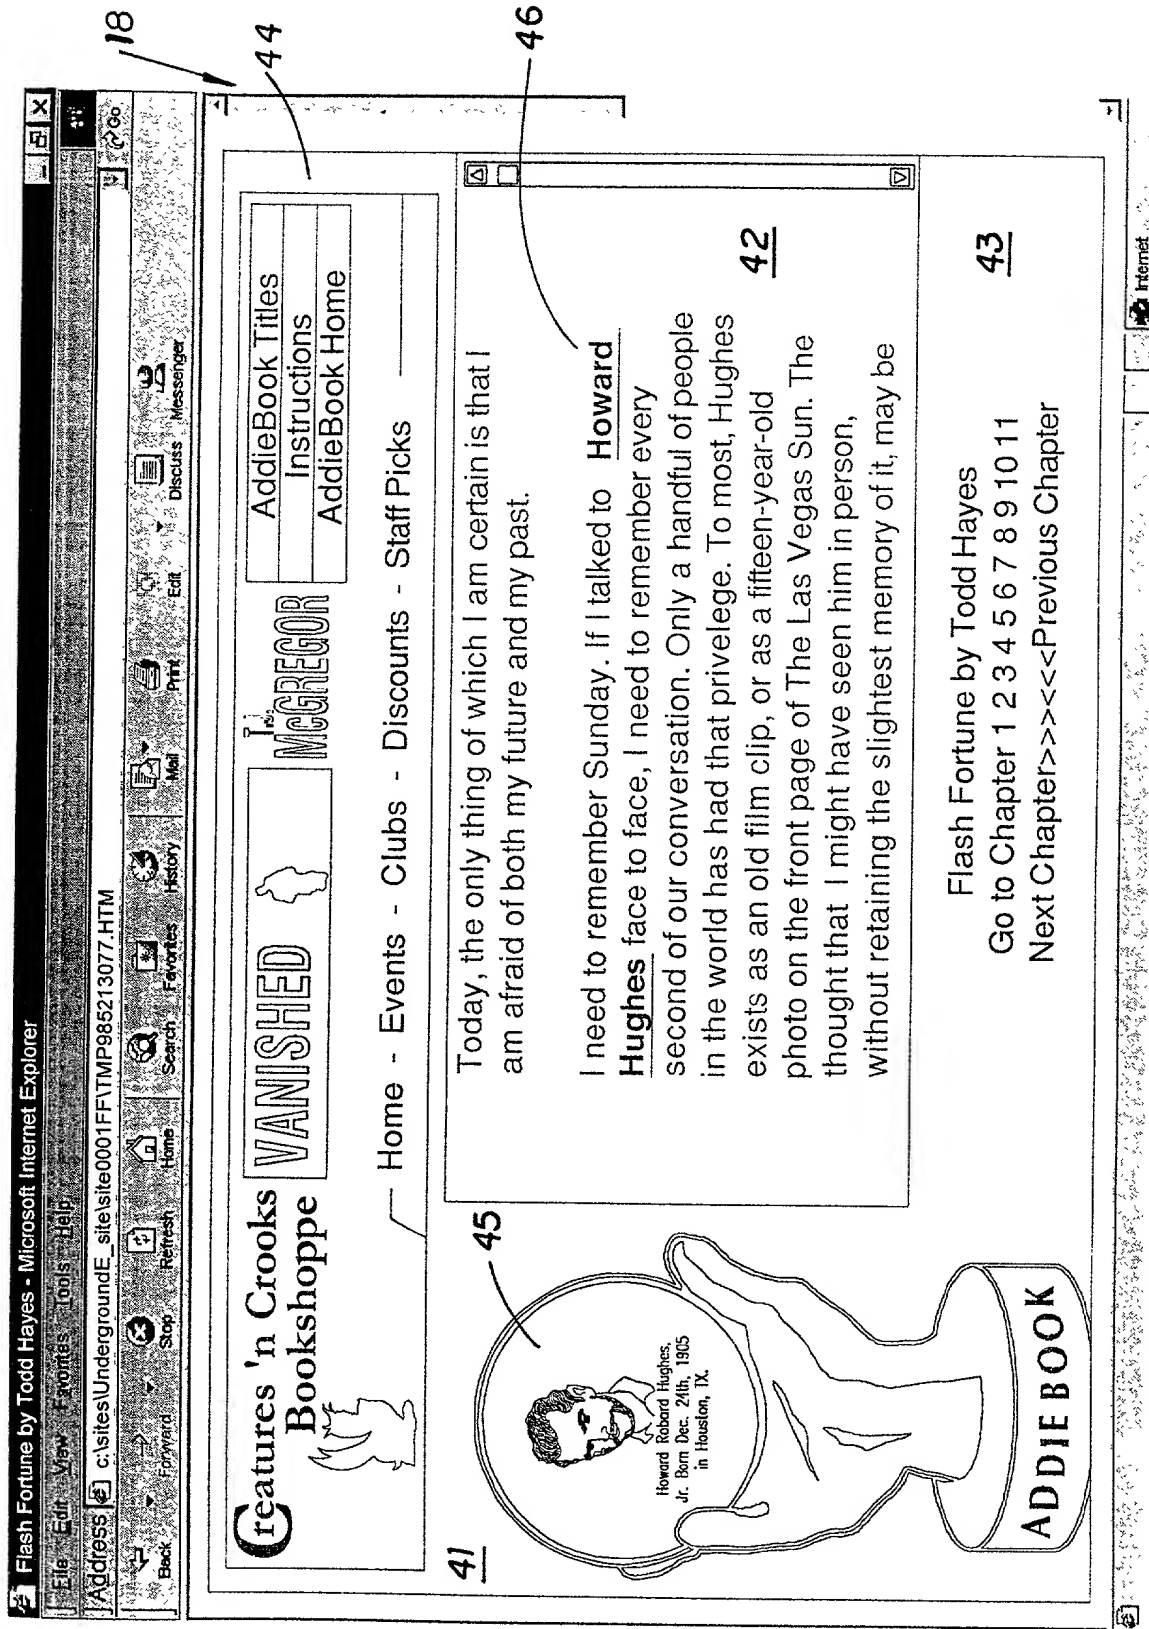 Flash Fortune by Todd Hayes - Microsoft Internet Explorer
File Edit View Favorites Tools Help
Address c:\sites\UndergroundE_site\site0001FF\TMP985213077.HTM
Go
Back Forward Stop Refresh Home Search Favorites History Mail Print Edit Discuss Messenger
18
44
46
Creatures 'n Crooks
Bookshoppe
VANISHED
McGREGOR
AddieBook Titles
Instructions
AddieBook Home
Home - Events - Clubs - Discounts - Staff Picks
41
45
Howard Robard Hughes,
Jr. Born Dec. 24th, 1905
in Houston, TX.
ADDIE BOOK
Today, the only thing of which I am certain is that I
am afraid of both my future and my past.
I need to remember Sunday. If I talked to Howard
Hughes face to face, I need to remember every
second of our conversation. Only a handful of people
in the world has had that privelege. To most, Hughes
exists as an old film clip, or as a fifteen-year-old
photo on the front page of The Las Vegas Sun. The
thought that I might have seen him in person,
without retaining the slightest memory of it, may be
42
Flash Fortune by Todd Hayes
Go to Chapter 1 2 3 4 5 6 7 8 9 10 11
Next Chapter>>><<<Previous Chapter
43
Internet